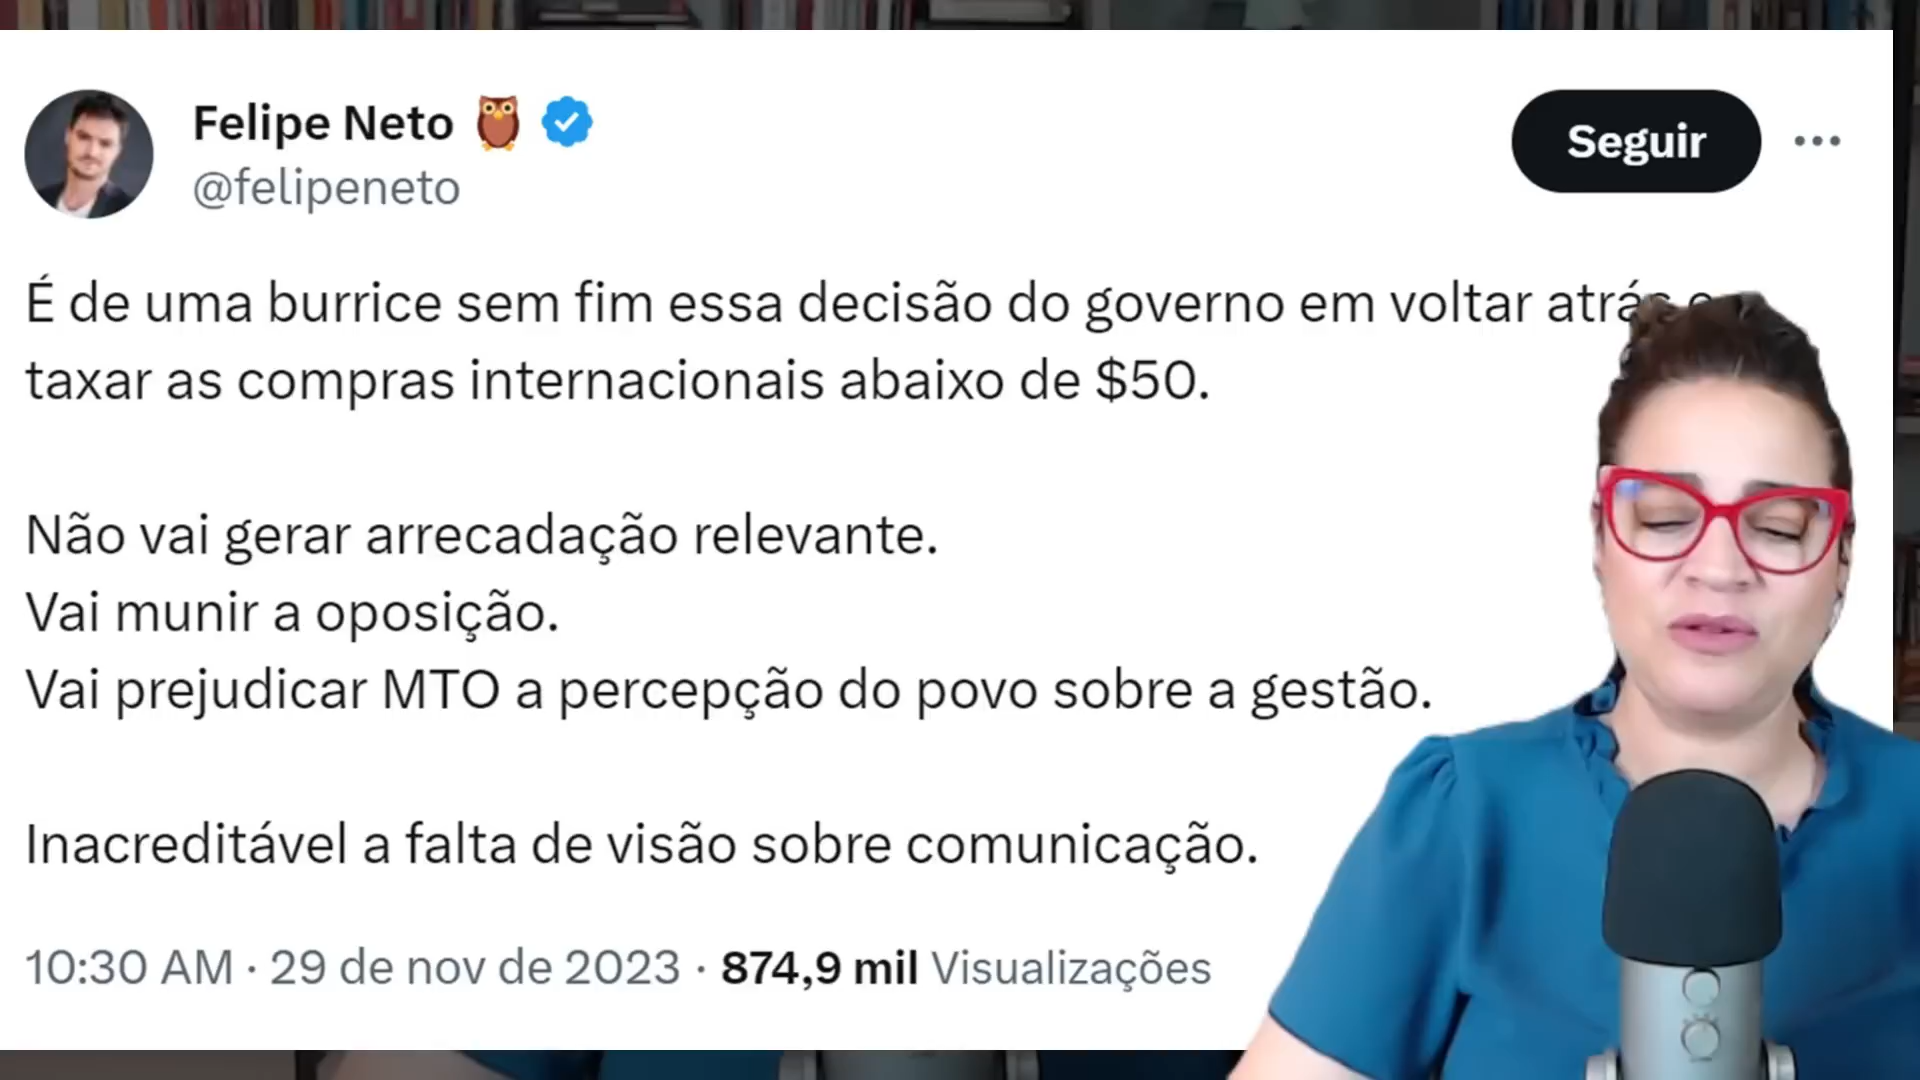 Felipe Neto
@felipeneto
Seguir
É de uma burrice sem fim essa decisão do governo em voltar atrás e
taxar as compras internacionais abaixo de $50.
Não vai gerar arrecadação relevante.
Vai munir a oposição.
Vai prejudicar MTO a percepção do povo sobre a gestão.
Inacreditável a falta de visão sobre comunicação.
10:30 AM · 29 de nov de 2023 · 874,9 mil Visualizações